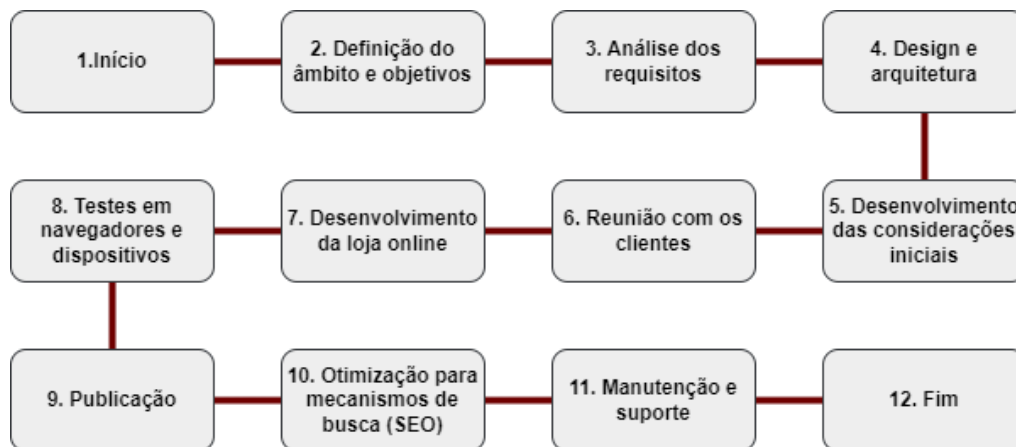 1.Início
2. Definição do
âmbito e objetivos
3. Análise dos
requisitos
4. Design e
arquitetura
5. Desenvolvimento
das considerações
iniciais
6. Reunião com os
clientes
7. Desenvolvimento
da loja online
8. Testes em
navegadores e
dispositivos
9. Publicação
10. Otimização para
mecanismos de
busca (SEO)
11. Manutenção e
suporte
12. Fim